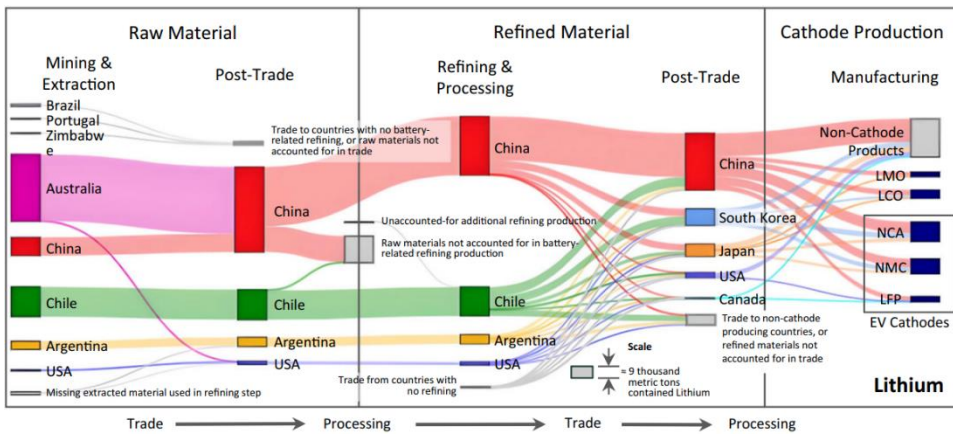 Raw Material
Refined Material
Cathode Production
Mining &
Extraction
Post-Trade
Refining &
Processing
Post-Trade
Manufacturing
Brazil
Portugal
Zimbabw
e
Australia
China
Chile
Argentina
USA
Missing extracted material used in refining step
Trade to countries with no battery-
related refining, or raw materials not
accounted for in trade
China
Chile
Argentina
USA
Unaccounted-for additional refining production
Raw materials not accounted for in battery-
related refining production
China
Chile
Argentina
USA
Trade from countries with
no refining
China
South Korea
Japan
USA
Canada
Trade to non-cathode
producing countries, or
refined materials not
accounted for in trade
Scale
≈ 9 thousand
metric tons
contained Lithium
Non-Cathode
Products
LMO
LCO
NCA
NMC
LFP
EV Cathodes
Lithium
Trade
Processing
Trade
Processing